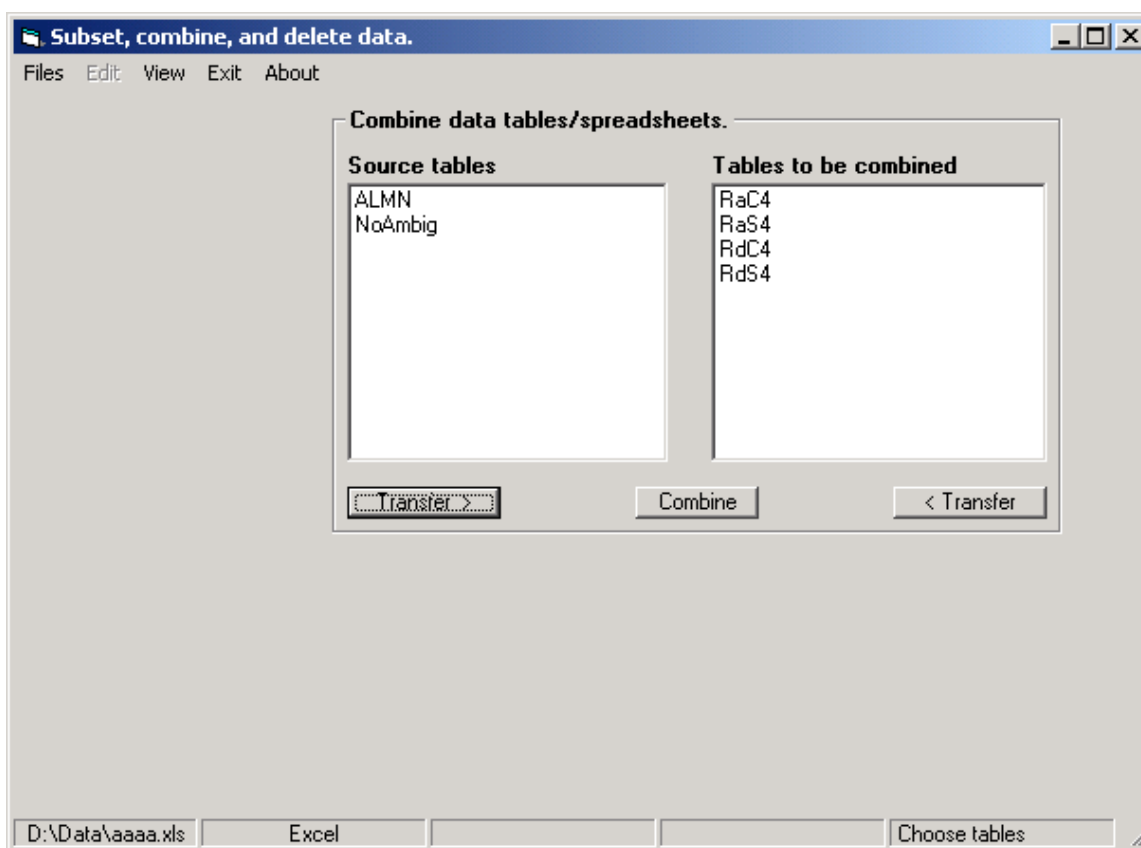 Subset, combine, and delete data.
Files Edit View Exit About
Combine data tables/spreadsheets.
Source tables
ALMN
NoAmbig
Tables to be combined
RaC4
RaS4
RdC4
RdS4
Transfer > Combine < Transfer
D:\Data\aaaa.xls Excel Choose tables